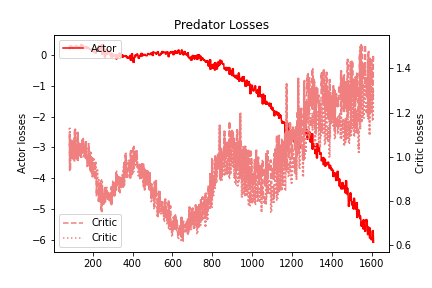 Predator Losses
Actor losses
0
−1
−2
−3
−4
−5
−6
Actor
Critic
Critic
200 400 600 800 1000 1200 1400 1600
1.4
1.2
1.0
0.8
0.6
Critic losses